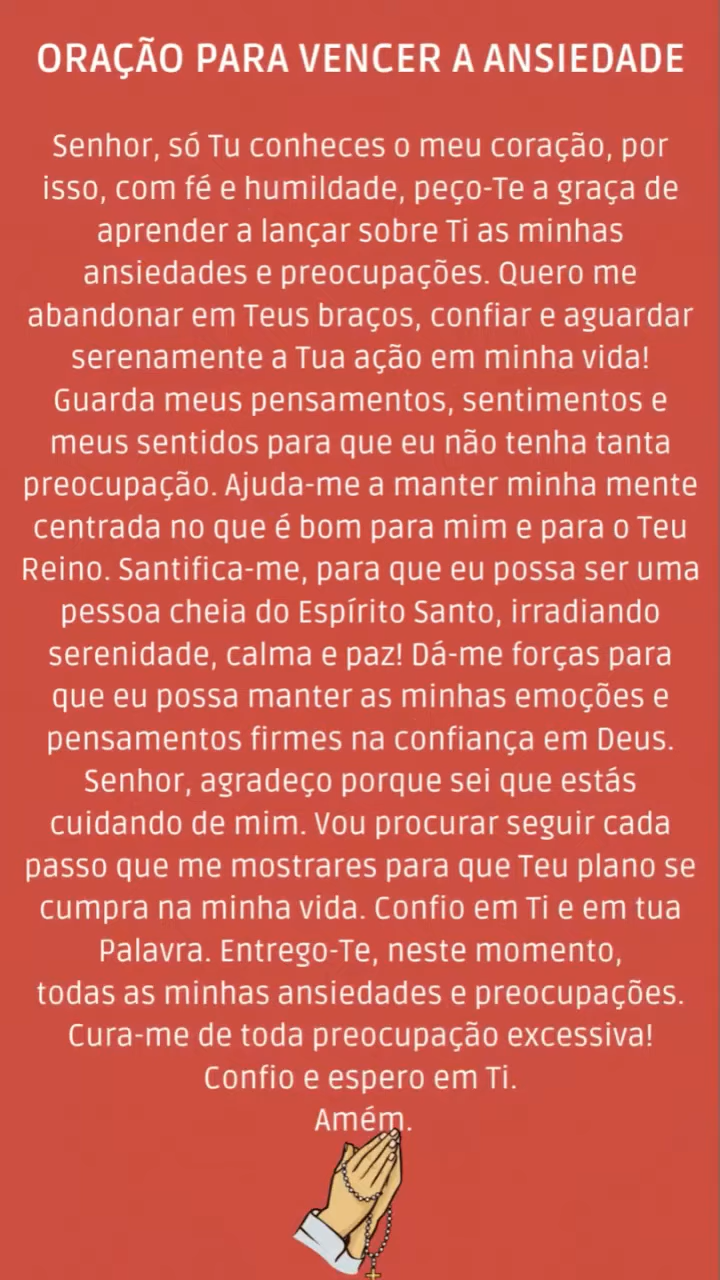 ORAÇÃO PARA VENCER A ANSIEDADE
Senhor, só Tu conheces o meu coração, por
isso, com fé e humildade, peço-Te a graça de
aprender a lançar sobre Ti as minhas
ansiedades e preocupações. Quero me
abandonar em Teus braços, confiar e aguardar
serenamente a Tua ação em minha vida!
Guarda meus pensamentos, sentimentos e
meus sentidos para que eu não tenha tanta
preocupação. Ajuda-me a manter minha mente
centrada no que é bom para mim e para o Teu
Reino. Santifica-me, para que eu possa ser uma
pessoa cheia do Espírito Santo, irradiando
serenidade, calma e paz! Dá-me forças para
que eu possa manter as minhas emoções e
pensamentos firmes na confiança em Deus.
Senhor, agradeço porque sei que estás
cuidando de mim. Vou procurar seguir cada
passo que me mostrares para que Teu plano se
cumpra na minha vida. Confio em Ti e em tua
Palavra. Entrego-Te, neste momento,
todas as minhas ansiedades e preocupações.
Cura-me de toda preocupação excessiva!
Confio e espero em Ti.
Amém.